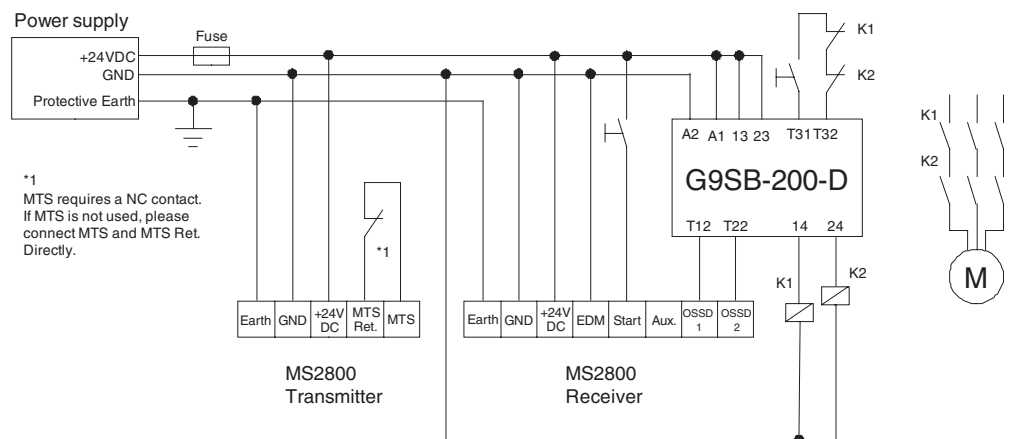 Power supply
+24VDC
GND
Protective Earth
Fuse
K1
K2
A2 A1 13 23 T31 T32
G9SB-200-D
T12 T22 14 24
K1
K2
K1
K2
M
*1
MTS requires a NC contact.
If MTS is not used, please
connect MTS and MTS Ret.
Directly.
*1
Earth GND +24V DC MTS Ret. MTS
MS2800
Transmitter
Earth GND +24V DC EDM Start Aux. OSSD 1 OSSD 2
MS2800
Receiver